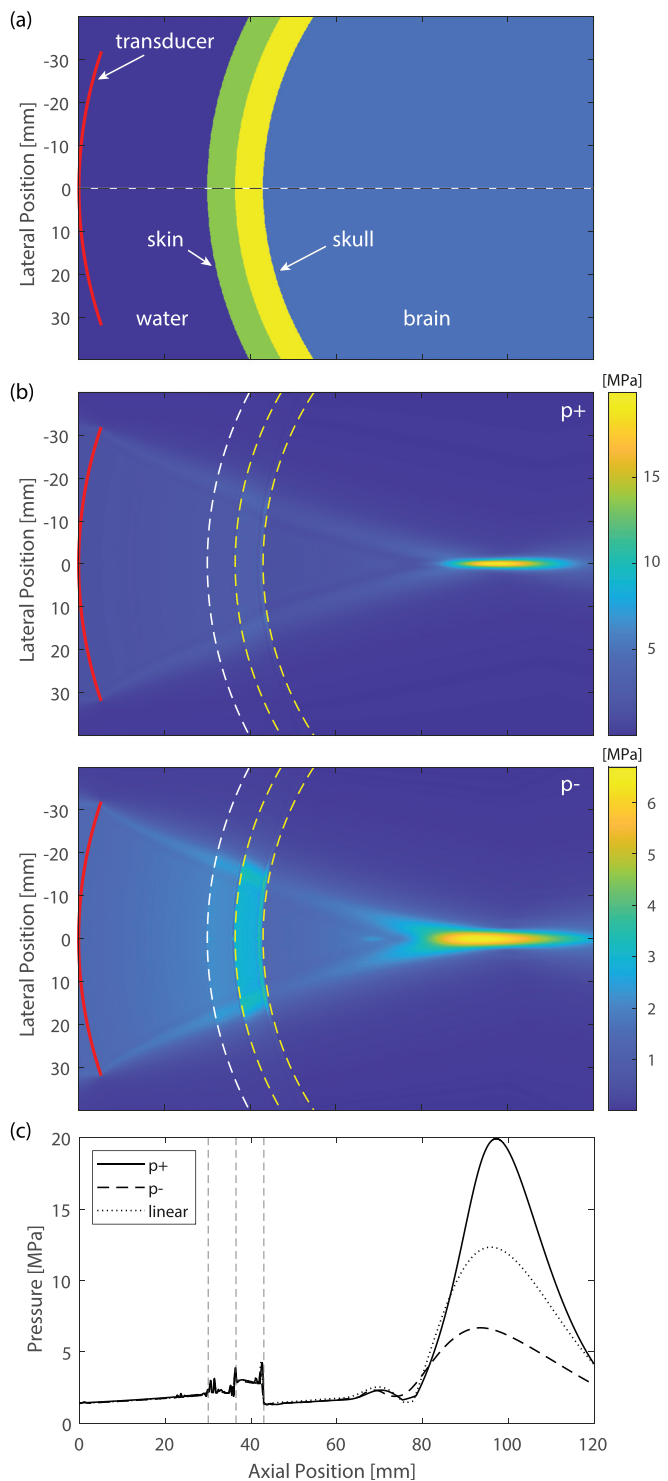 (a)
transducer
-30
-20
-10
0
10
20
30
Lateral Position [mm]
skin
skull
water
brain
(b)
[MPa]
p+
-30
-20
-10
0
10
20
30
Lateral Position [mm]
15
10
5
[MPa]
p-
-30
-20
-10
0
10
20
30
Lateral Position [mm]
6
5
4
3
2
1
(c)
20
15
10
5
0
Pressure [MPa]
p+
p-
linear
0 20 40 60 80 100 120
Axial Position [mm]